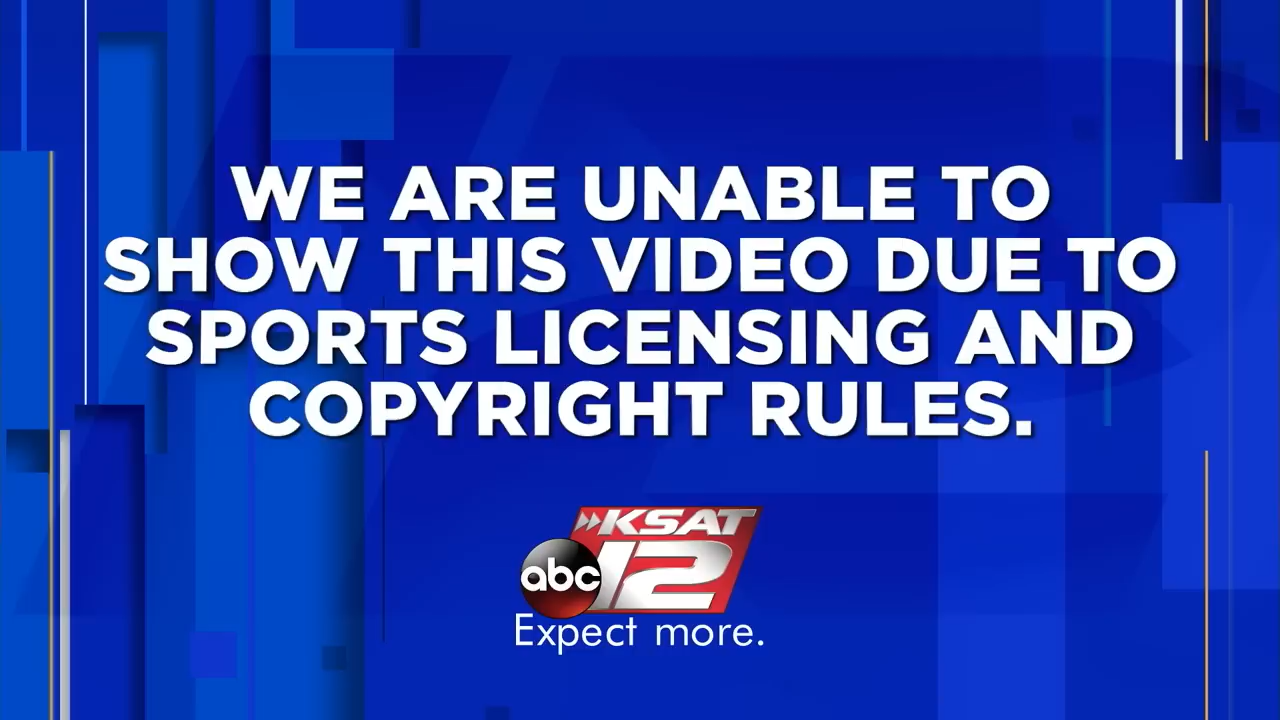 WE ARE UNABLE TO
SHOW THIS VIDEO DUE TO
SPORTS LICENSING AND
COPYRIGHT RULES.
KSAT
abc 12
Expect more.